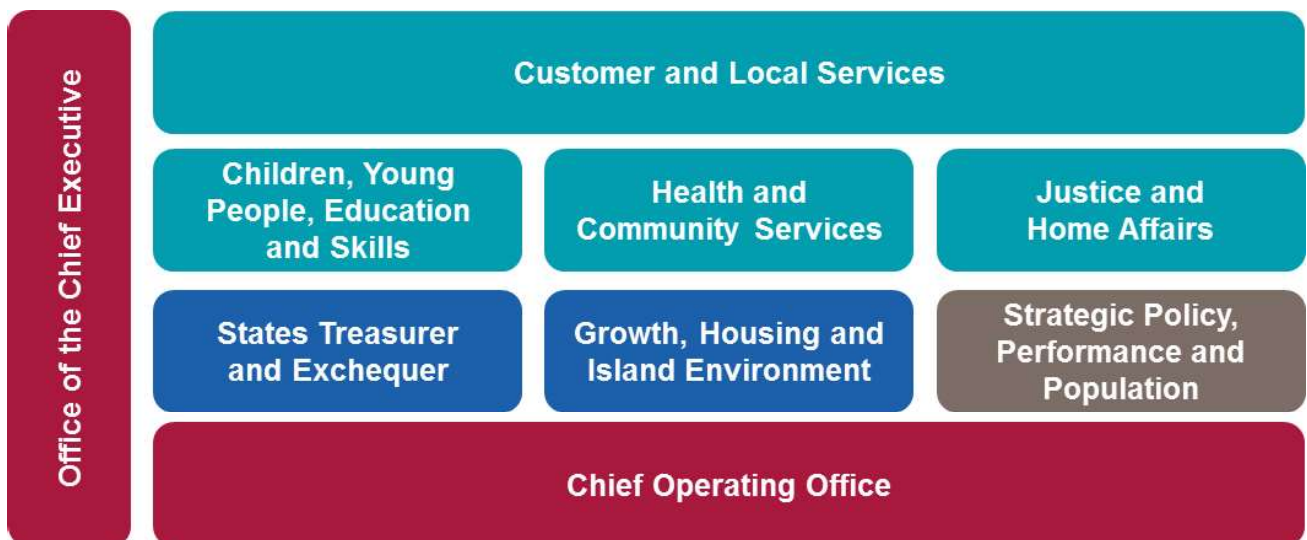 Office of the Chief Executive
Customer and Local Services
Children, Young
People, Education
and Skills
Health and
Community Services
Justice and
Home Affairs
States Treasurer
and Exchequer
Growth, Housing and
Island Environment
Strategic Policy,
Performance and
Population
Chief Operating Office